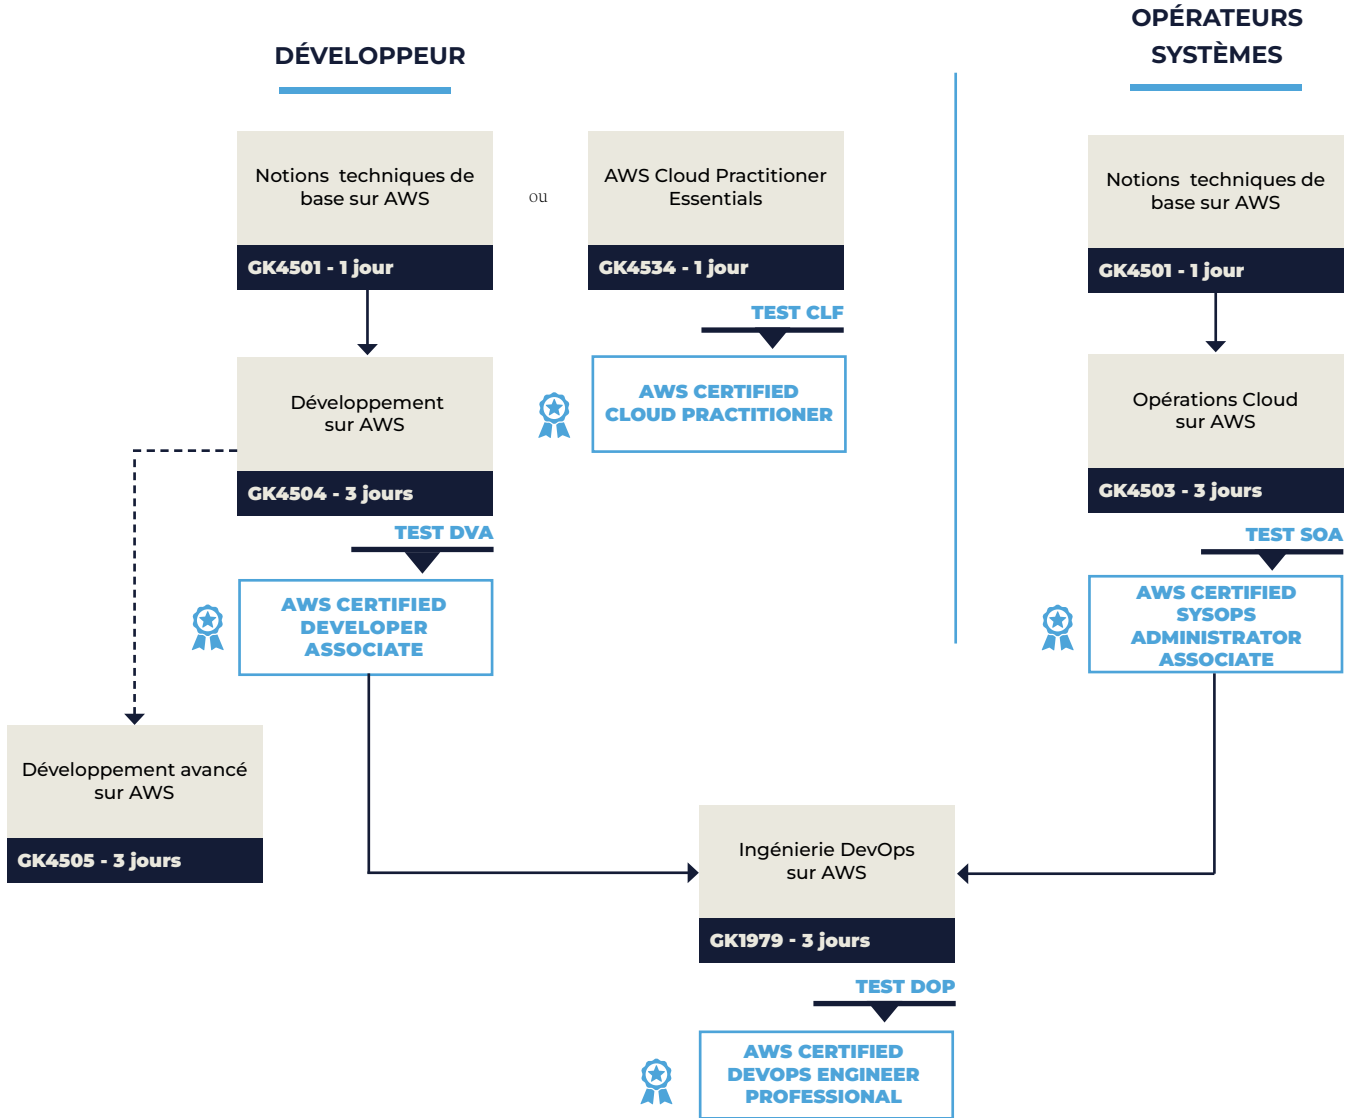 DÉVELOPPEUR
Notions techniques de
base sur AWS
GK4501 - 1 jour
ou
AWS Cloud Practitioner
Essentials
GK4534 - 1 jour
TEST CLF
AWS CERTIFIED
CLOUD PRACTITIONER
Développement
sur AWS
GK4504 - 3 jours
TEST DVA
AWS CERTIFIED
DEVELOPER
ASSOCIATE
Développement avancé
sur AWS
GK4505 - 3 jours
OPÉRATEURS
SYSTÈMES
Notions techniques de
base sur AWS
GK4501 - 1 jour
Opérations Cloud
sur AWS
GK4503 - 3 jours
TEST SOA
AWS CERTIFIED
SYSOPS
ADMINISTRATOR
ASSOCIATE
Ingénierie DevOps
sur AWS
GK1979 - 3 jours
TEST DOP
AWS CERTIFIED
DEVOPS ENGINEER
PROFESSIONAL